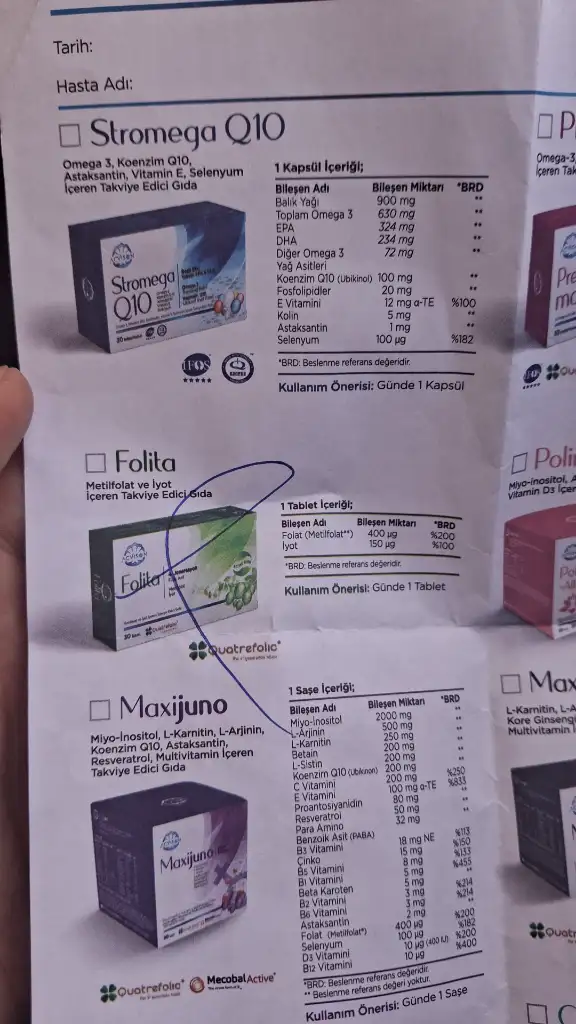 Tarih:
Hasta Adı:
Stromega Q10
Omega 3, Koenzim Q10,
Astaksantin, Vitamin E, Selenyum
İçeren Takviye Edici Gıda
Stromega
Q10
IFOS
1 Kapsül İçeriği;
Bileşen Adı Bileşen Miktarı *BRD
Balık Yağı 900 mg **
Toplam Omega 3 630 mg **
EPA 324 mg **
DHA 234 mg **
Diğer Omega 3 72 mg **
Yağ Asitleri
Koenzim Q10 (Ubikinol) 100 mg **
Fosfolipidler 20 mg **
E Vitamini 12 mg α-TE %100
Kolin 5 mg **
Astaksantin 1 mg **
Selenyum 100 µg %182
*BRD: Beslenme referans değeridir.
Kullanım Önerisi: Günde 1 Kapsül
Folita
Metilfolat ve İyot
İçeren Takviye Edici Gıda
Folita
Quatrefolic®
1 Tablet İçeriği;
Bileşen Adı Bileşen Miktarı *BRD
Folat (Metilfolat**) 400 µg %200
İyot 150 µg %100
*BRD: Beslenme referans değeridir.
Kullanım Önerisi: Günde 1 Tablet
Maxijuno
Miyo-İnositol, L-Karnitin, L-Arjinin,
Koenzim Q10, Astaksantin,
Resveratrol, Multivitamin İçeren
Takviye Edici Gıda
Maxijuno
Quatrefolic® MecobalActive®
1 Saşe İçeriği;
Bileşen Adı Bileşen Miktarı *BRD
Miyo-İnositol 2000 mg **
L-Arjinin 500 mg **
L-Karnitin 250 mg **
Betain 200 mg **
L-Sistin 200 mg **
Koenzim Q10 (Ubikinon) 200 mg **
C Vitamini 200 mg %250
E Vitamini 100 mg α-TE %833
Proantosiyanidin 80 mg **
Resveratrol 50 mg
Para Amino 32 mg
Benzoik Asit (PABA)
B3 Vitamini 18 mg NE %113
Çinko 15 mg %150
B5 Vitamini 8 mg %133
B1 Vitamini 5 mg %455
Beta Karoten 5 mg **
B2 Vitamini 3 mg %214
B6 Vitamini 3 mg %214
Astaksantin 2 mg **
Folat (Metilfolat*) 400 µg %200
Selenyum 100 µg %182
D3 Vitamini 10 µg (400 IU) %200
B12 Vitamini 10 µg %400
*BRD: Beslenme referans değeridir.
** Beslenme referans değeri yoktur.
Kullanım Önerisi: Günde 1 Saşe
P
Omega-3,
Quatr
Miyo-inositol, A
Vitamin D3 İçer
Max
L-Karnitin, L-A
Kore Ginseng
Multivitamin İ
Quatr